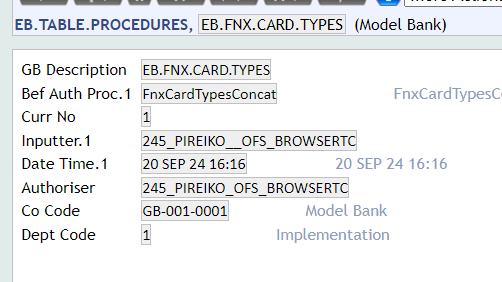 EB.TABLE.PROCEDURES, EB.FNX.CARD.TYPES (Model Bank)
GB Description EB.FNX.CARD.TYPES
Bef Auth Proc.1 FnxCardTypesConcat FnxCardTypesC
Curr No 1
Inputter.1 245_PIREIKO__OFS_BROWSERTC
Date Time.1 20 SEP 24 16:16 20 SEP 24 16:16
Authoriser 245_PIREIKO_OFS_BROWSERTC
Co Code GB-001-0001 Model Bank
Dept Code 1 Implementation